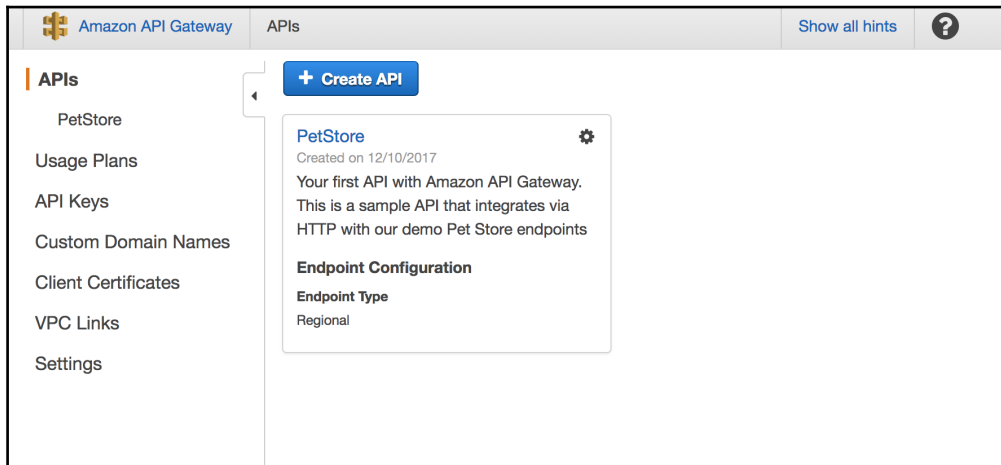 Amazon API Gateway
APIs
Show all hints
?
APIs
PetStore
Usage Plans
API Keys
Custom Domain Names
Client Certificates
VPC Links
Settings
+ Create API
PetStore
Created on 12/10/2017
Your first API with Amazon API Gateway.
This is a sample API that integrates via
HTTP with our demo Pet Store endpoints
Endpoint Configuration
Endpoint Type
Regional